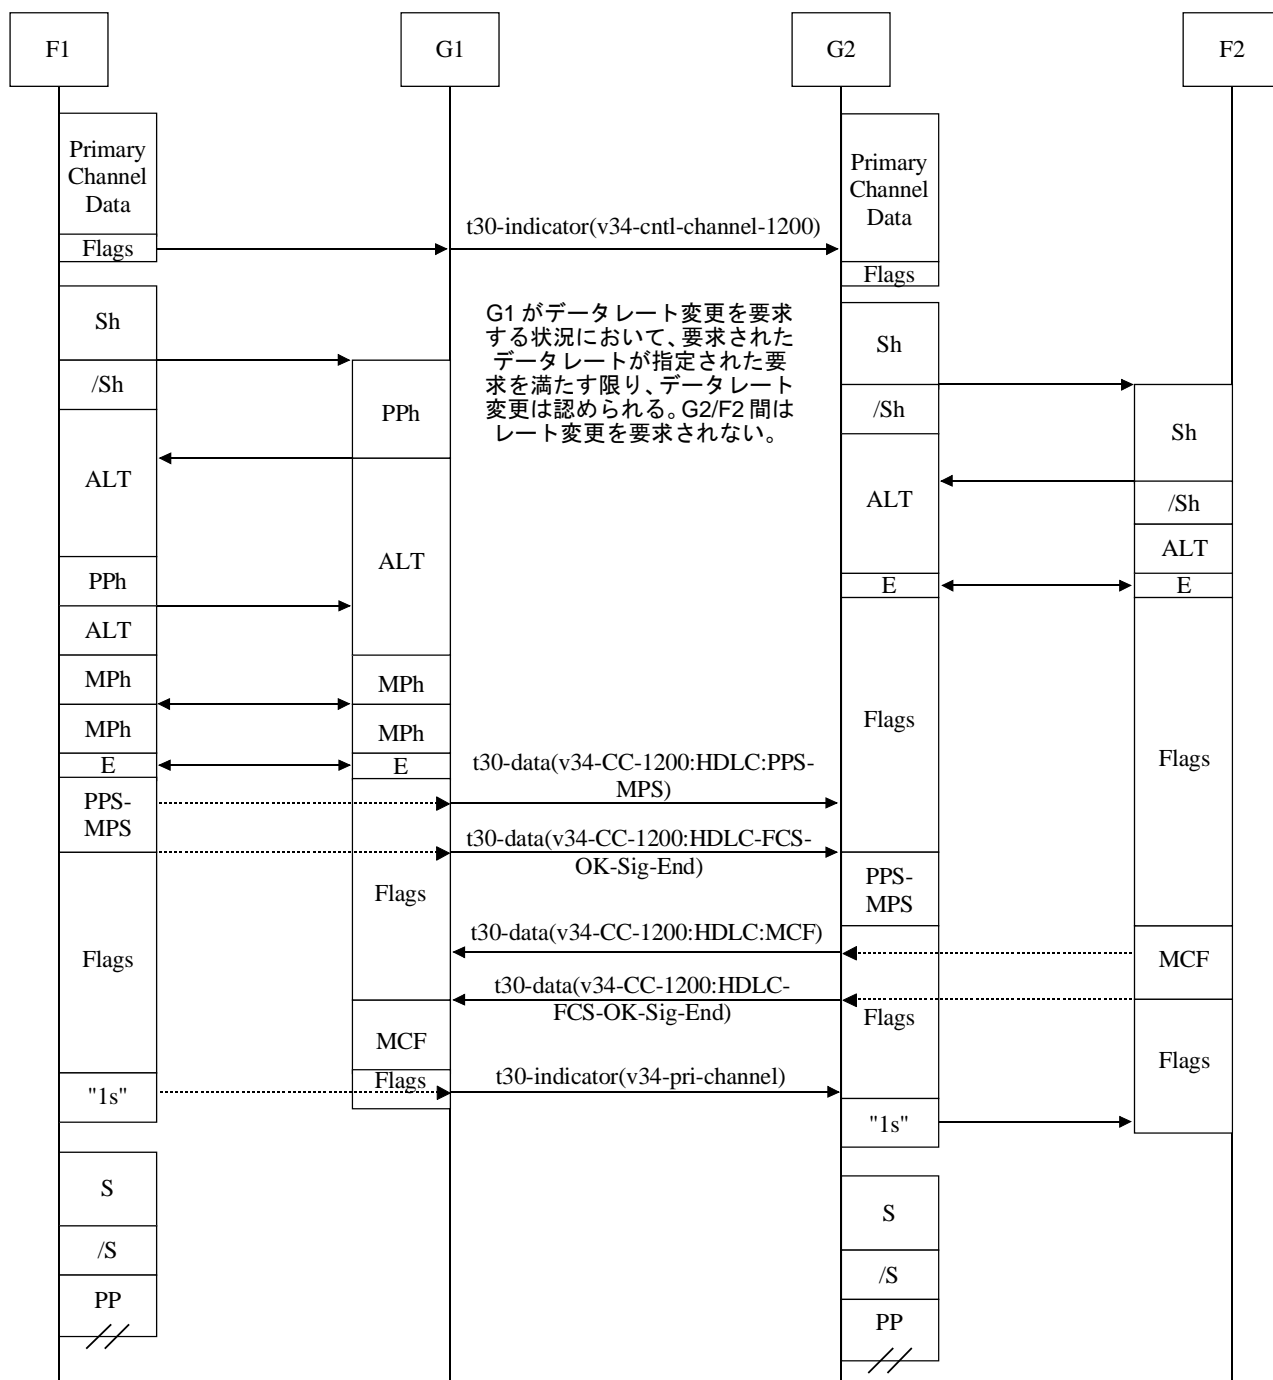 F1
G1
G2
F2
Primary
Channel
Data
Primary
Channel
Data
t30-indicator(v34-cntl-channel-1200)
Flags
Flags
G1 がデータレート変更を要求
する状況において、要求された
データレートが指定された要
求を満たす限り、データレート
変更は認められる。G2/F2 間は
レート変更を要求されない。
Sh
Sh
/Sh
PPh
/Sh
Sh
ALT
ALT
/Sh
ALT
ALT
PPh
E
E
ALT
MPh
MPh
Flags
MPh
MPh
Flags
E
E
t30-data(v34-CC-1200:HDLC:PPS-
MPS)
PPS-
MPS
t30-data(v34-CC-1200:HDLC-FCS-
OK-Sig-End)
Flags
PPS-
MPS
t30-data(v34-CC-1200:HDLC:MCF)
Flags
MCF
t30-data(v34-CC-1200:HDLC-
FCS-OK-Sig-End)
Flags
MCF
Flags
Flags
t30-indicator(v34-pri-channel)
"1s"
"1s"
S
S
/S
/S
PP
PP